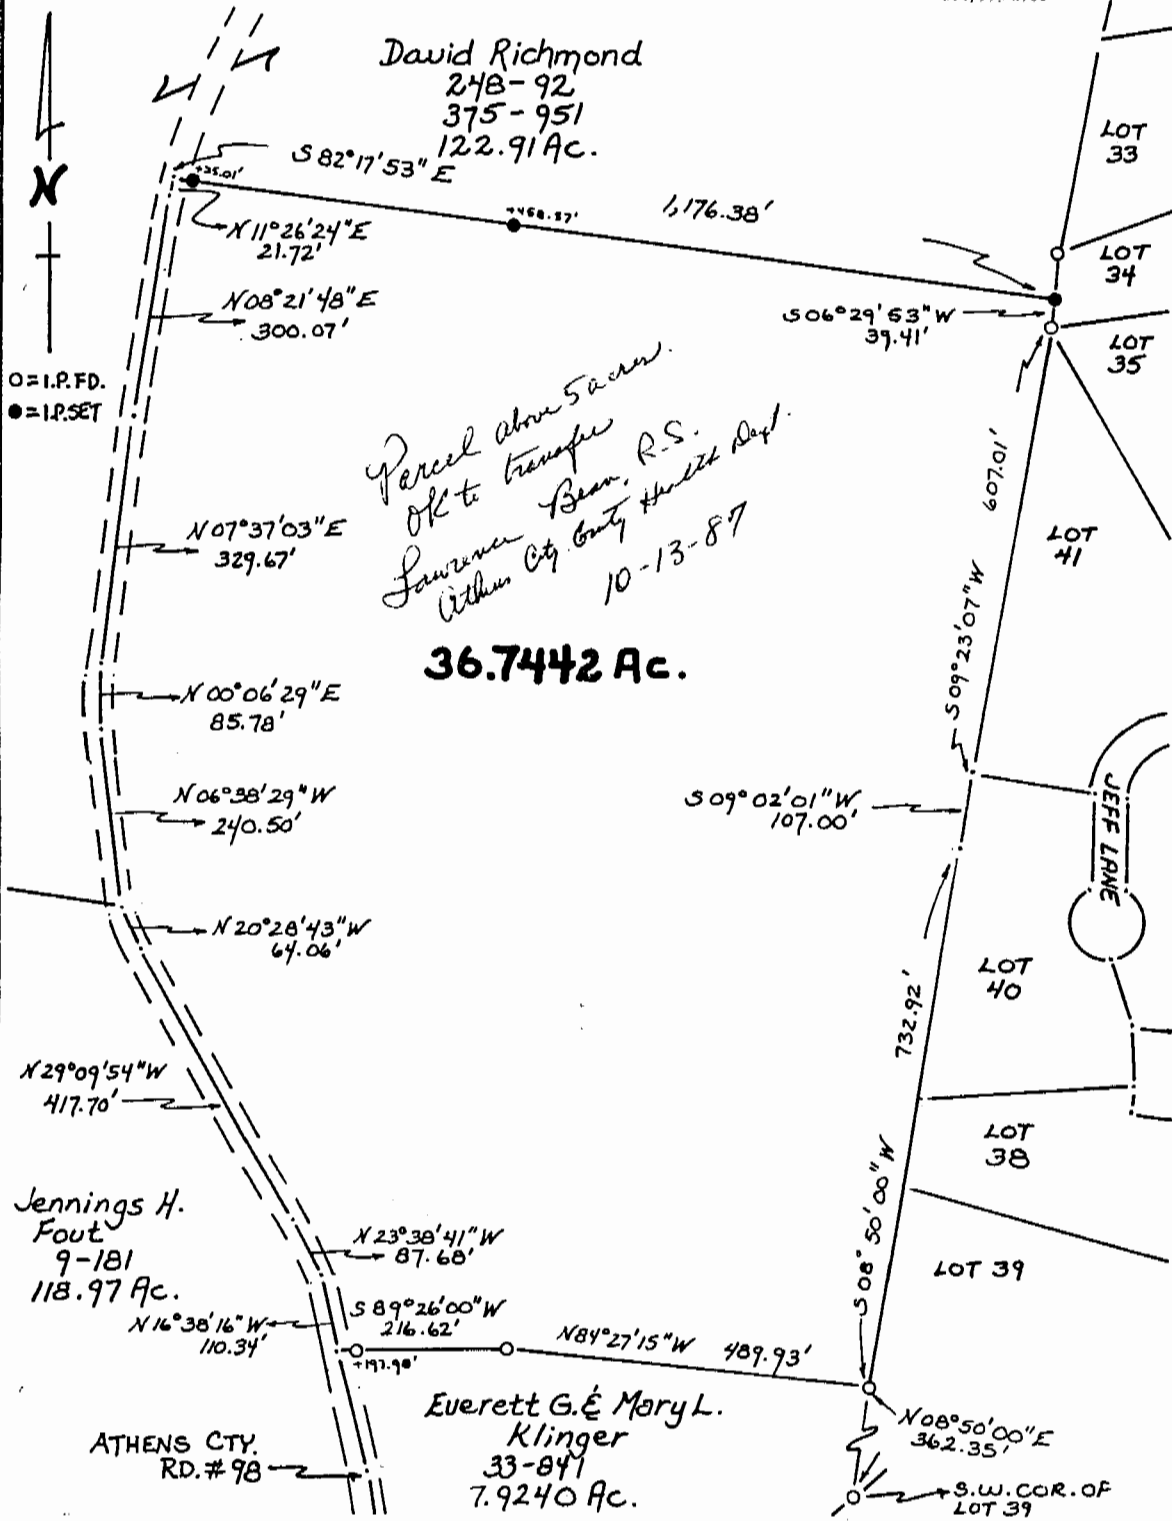 David Richmond
248-92
375-951
122.91 Ac.
S 82°17'53" E
+25.01'
+458.57'
1,176.38'
N
N 11°26'24" E
21.72'
N 08°21'48" E
300.07'
O = I.P. FD.
● = I.P. SET
LOT
33
LOT
34
S 06°29'53" W
39.41'
LOT
35
Parcel above 5 acres
OK to transfer
Lawrence Bean, R.S.
Athens City County Health Dept.
10-13-87
N 07°37'03" E
329.67'
607.01'
S 09°23'07" W
LOT
41
36.7442 Ac.
N 00°06'29" E
85.78'
N 06°38'29" W
240.50'
S 09°02'01" W
107.00'
JEFF LANE
N 20°28'43" W
64.06'
LOT
40
732.92'
S 08°50'00" W
N 29°09'54" W
417.70'
LOT
38
Jennings H.
Fout
9-181
118.97 Ac.
N 23°38'41" W
87.68'
LOT 39
N 16°38'16" W
110.34'
S 89°26'00" W
216.62'
+197.90'
N 84°27'15" W 489.93'
Everett G. & Mary L.
Klinger
33-841
7.9240 Ac.
N 08°50'00" E
362.35'
ATHENS CTY.
RD. #98
S.W. COR. OF
LOT 39